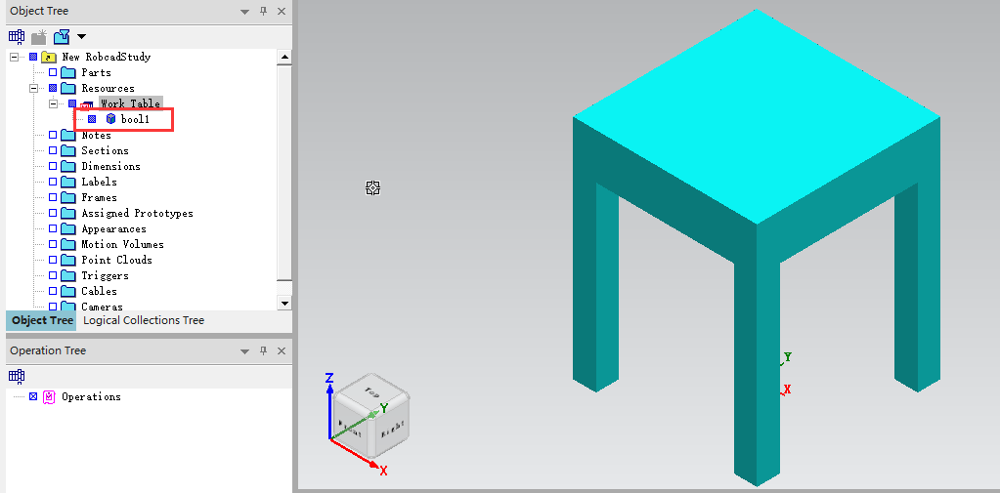 Object Tree
New RobcadStudy
Parts
Resources
Work Table
bool1
Notes
Sections
Dimensions
Labels
Frames
Assigned Prototypes
Appearances
Motion Volumes
Point Clouds
Triggers
Cables
Cameras
Object Tree Logical Collections Tree
Operation Tree
Operations
Z
Y
X
Top
Front
Right
Y
X